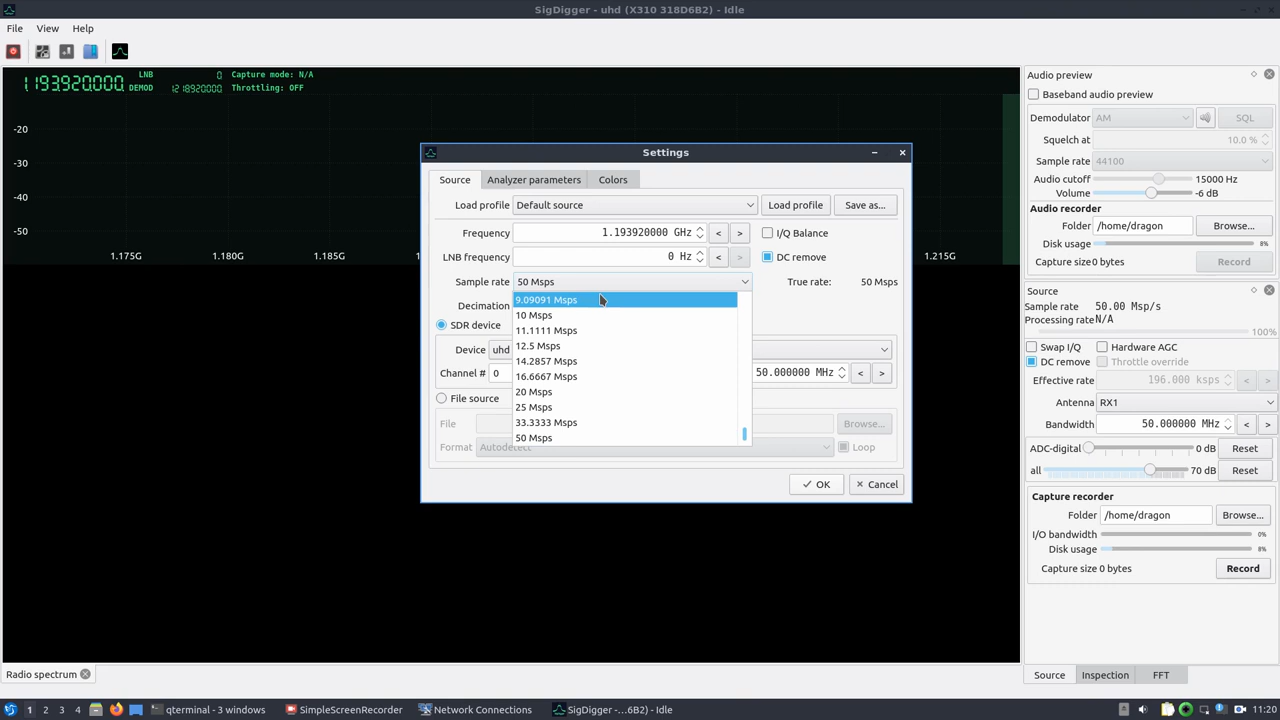 SigDigger - uhd (X310 318D6B2) - Idle
File View Help
1.193.920.000. LNB 0 Capture mode: N/A
DEMOD 1218920000 Throttling: OFF
-20
-30
-40
-50
1.175G 1.180G 1.185G 1.215G
Settings
Source Analyzer parameters Colors
Load profile Default source Load profile Save as...
Frequency 1.193920000 GHz < > I/Q Balance
LNB frequency 0 Hz < > DC remove
Sample rate 50 Msps True rate: 50 Msps
9.09091 Msps
Decimation
10 Msps
SDR device
11.1111 Msps
12.5 Msps
Device uhd
14.2857 Msps
Channel # 0 50.000000 MHz < >
16.6667 Msps
20 Msps
File source
25 Msps
File Browse...
33.3333 Msps
50 Msps
Format Autodetect Loop
OK Cancel
Audio preview
Baseband audio preview
Demodulator AM SQL
Squelch at 10.0 %
Sample rate 44100
Audio cutoff 15000 Hz
Volume -6 dB
Audio recorder
Folder /home/dragon Browse...
Disk usage 8%
Capture size 0 bytes Record
Source
Sample rate 50.00 Msp/s
Processing rate N/A
100%
Swap I/Q Hardware AGC
DC remove Throttle override
Effective rate 196.000 ksps < >
Antenna RX1
Bandwidth 50.000000 MHz < >
ADC-digital 0 dB Reset
all 70 dB Reset
Capture recorder
Folder /home/dragon Browse...
I/O bandwidth 0%
Disk usage 8%
Capture size 0 bytes Record
Radio spectrum
Source Inspection FFT
1 2 3 4 qterminal - 3 windows SimpleScreenRecorder Network Connections SigDigger -...6B2) - Idle 11:20